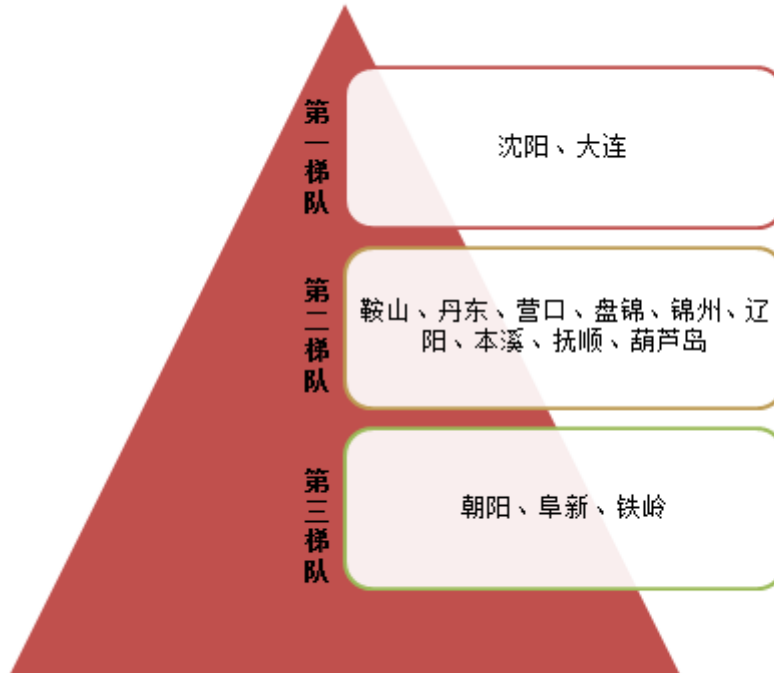 第一梯队
沈阳、大连
第二梯队
鞍山、丹东、营口、盘锦、锦州、辽
阳、本溪、抚顺、葫芦岛
第三梯队
朝阳、阜新、铁岭